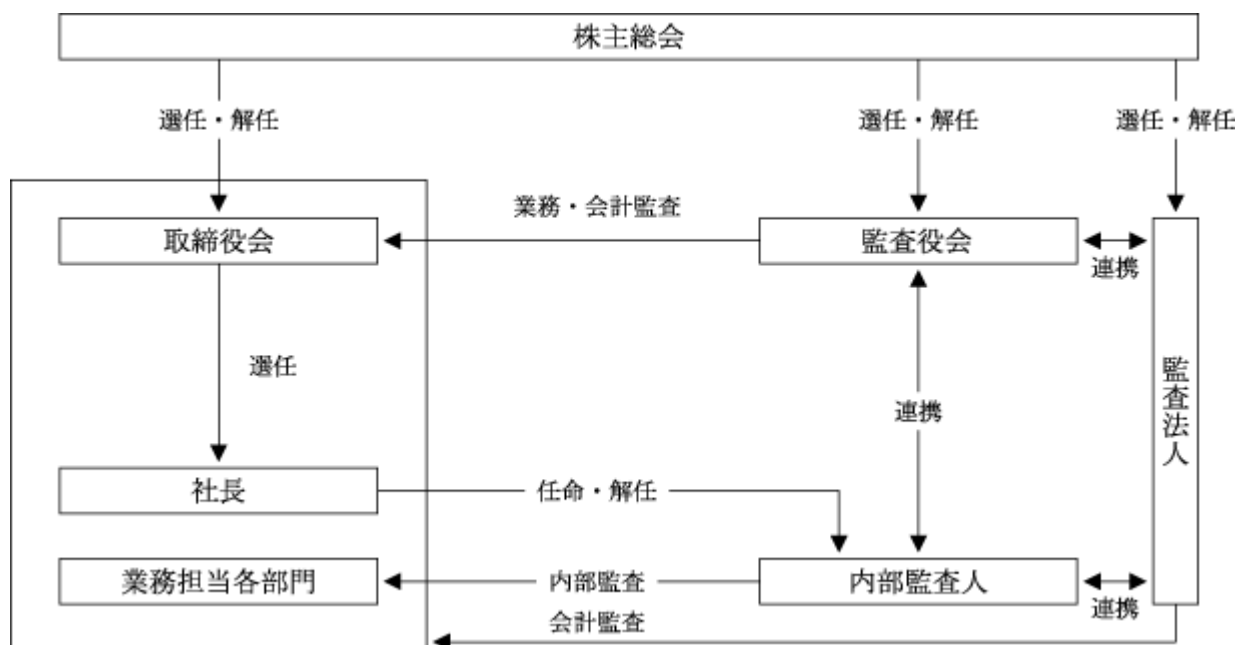 株主総会
選任・解任
選任・解任
選任・解任
業務・会計監査
取締役会
監査役会
連携
選任
連携
監査法人
社長
任命・解任
業務担当各部門
内部監査
内部監査人
連携
会計監査